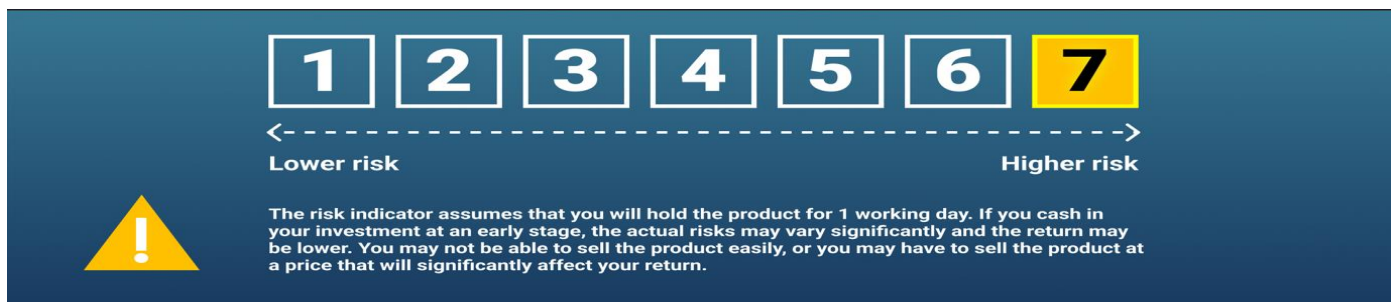 1 2 3 4 5 6 7
Lower risk Higher risk
!
The risk indicator assumes that you will hold the product for 1 working day. If you cash in
your investment at an early stage, the actual risks may vary significantly and the return may
be lower. You may not be able to sell the product easily, or you may have to sell the product at
a price that will significantly affect your return.